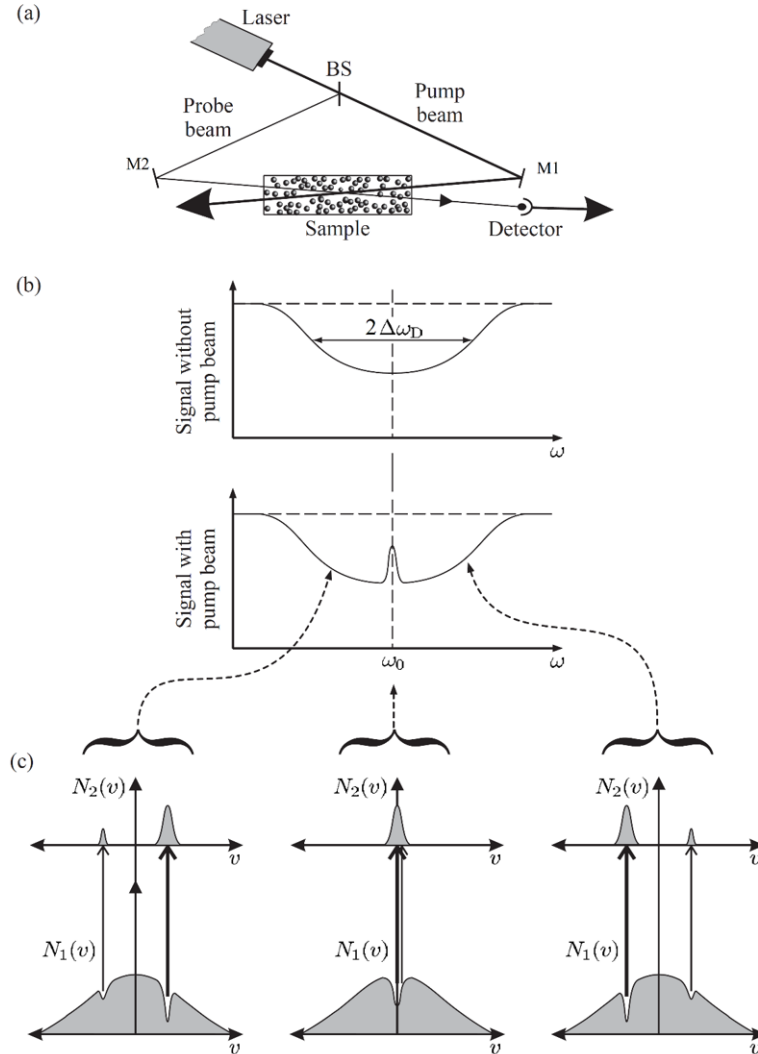 (a)
Laser
BS
Pump
beam
Probe
beam
M2
M1
Sample
Detector
(b)
Signal without
pump beam
2 Δω_D
ω
Signal with
pump beam
ω_0
ω
(c)
N_2(v)
v
N_1(v)
v
N_2(v)
v
N_1(v)
v
N_2(v)
v
N_1(v)
v